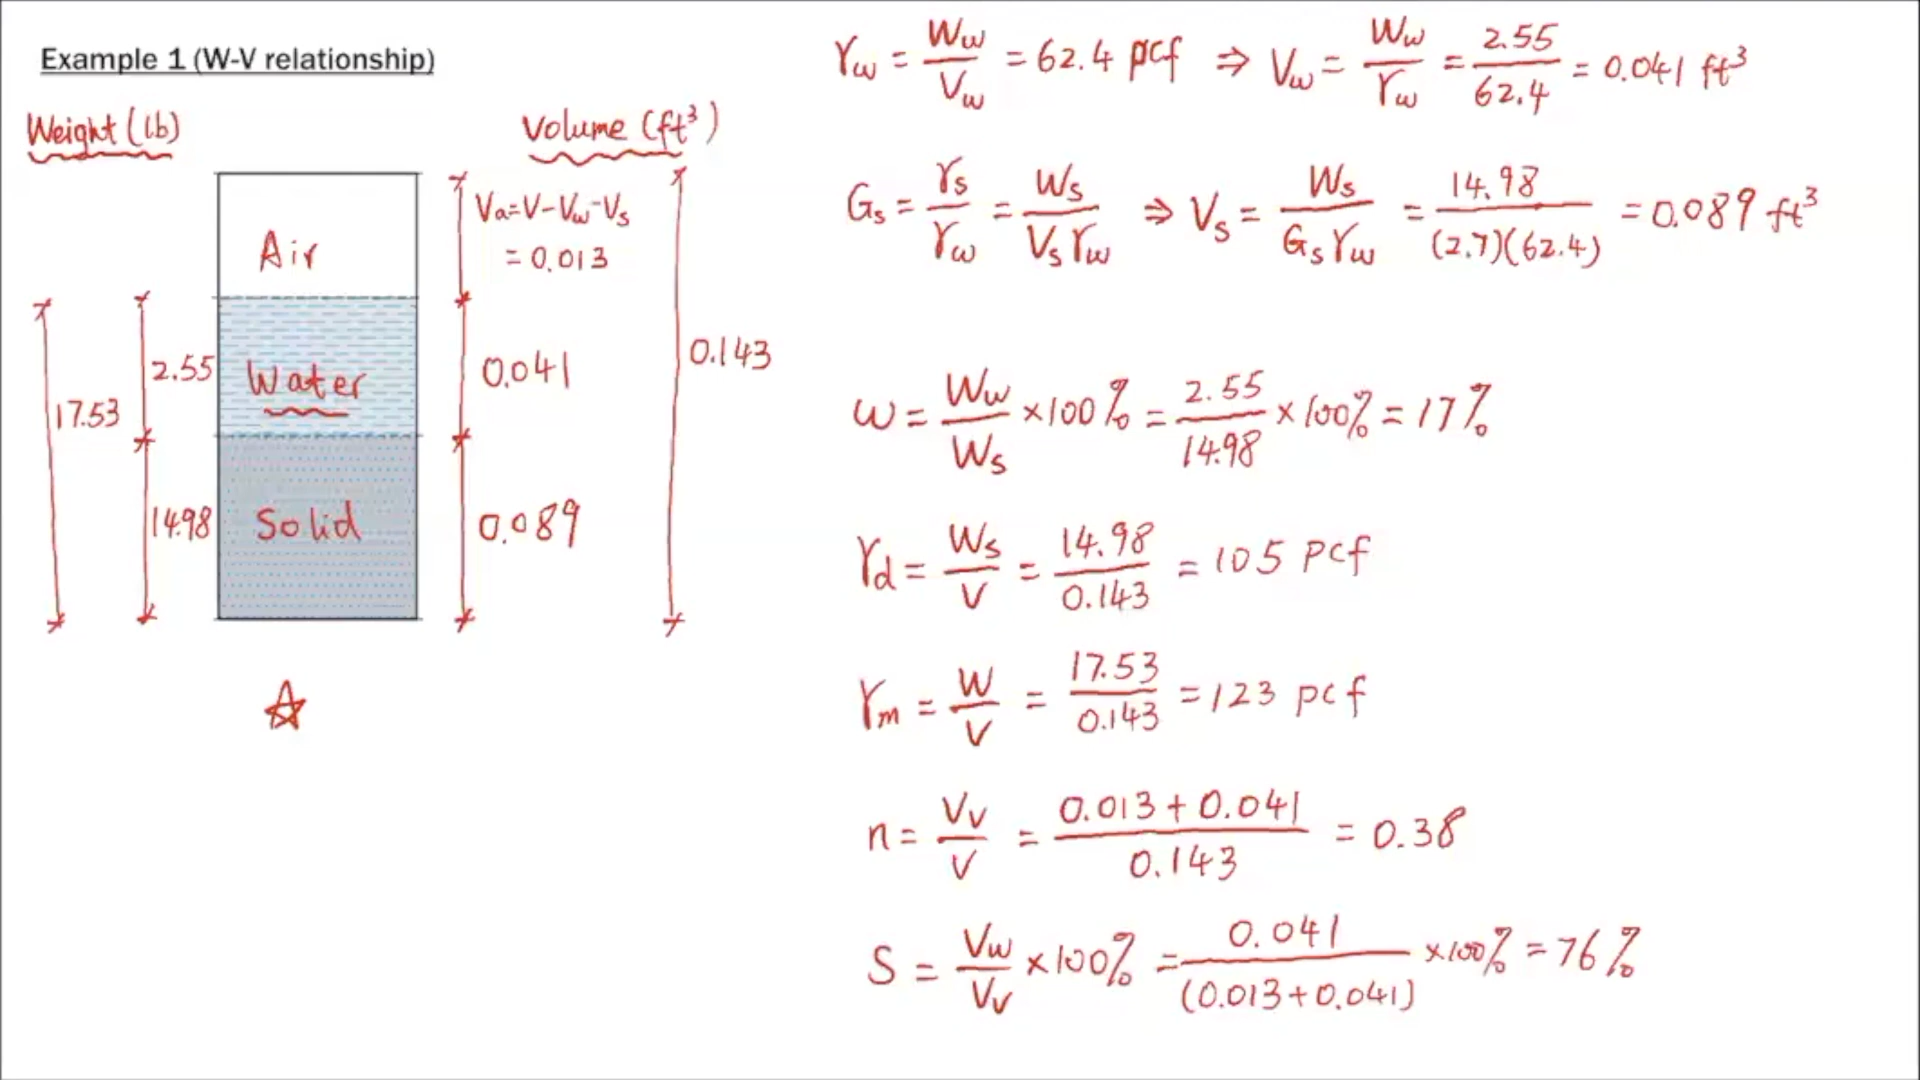 Example 1 (W-V relationship)
Weight (lb)
Volume (ft³)
Va=V-Vw-Vs
= 0.013
Air
2.55
Water
0.041
0.143
17.53
14.98
Solid
0.089
γw = Ww/Vw = 62.4 pcf ⇒ Vw = Ww/γw = 2.55/62.4 = 0.041 ft³
Gs = γs/γw = Ws/Vsγw ⇒ Vs = Ws/Gsγw = 14.98/(2.7)(62.4) = 0.089 ft³
ω = Ww/Ws ×100% = 2.55/14.98 ×100% = 17%
γd = Ws/V = 14.98/0.143 = 105 pcf
γm = W/V = 17.53/0.143 = 123 pcf
n = Vv/V = 0.013+0.041/0.143 = 0.38
S = Vw/Vv ×100% = 0.041/(0.013+0.041) ×100% = 76%